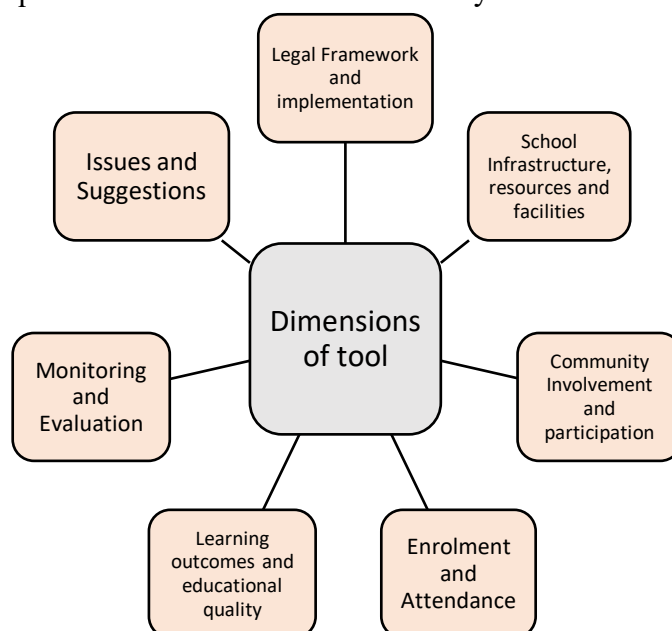 Legal Framework
and
implementation
School
Infrastructure,
resources and
facilities
Community
Involvement
and
participation
Enrolment
and
Attendance
Learning
outcomes and
educational
quality
Monitoring
and
Evaluation
Issues and
Suggestions
Dimensions
of tool